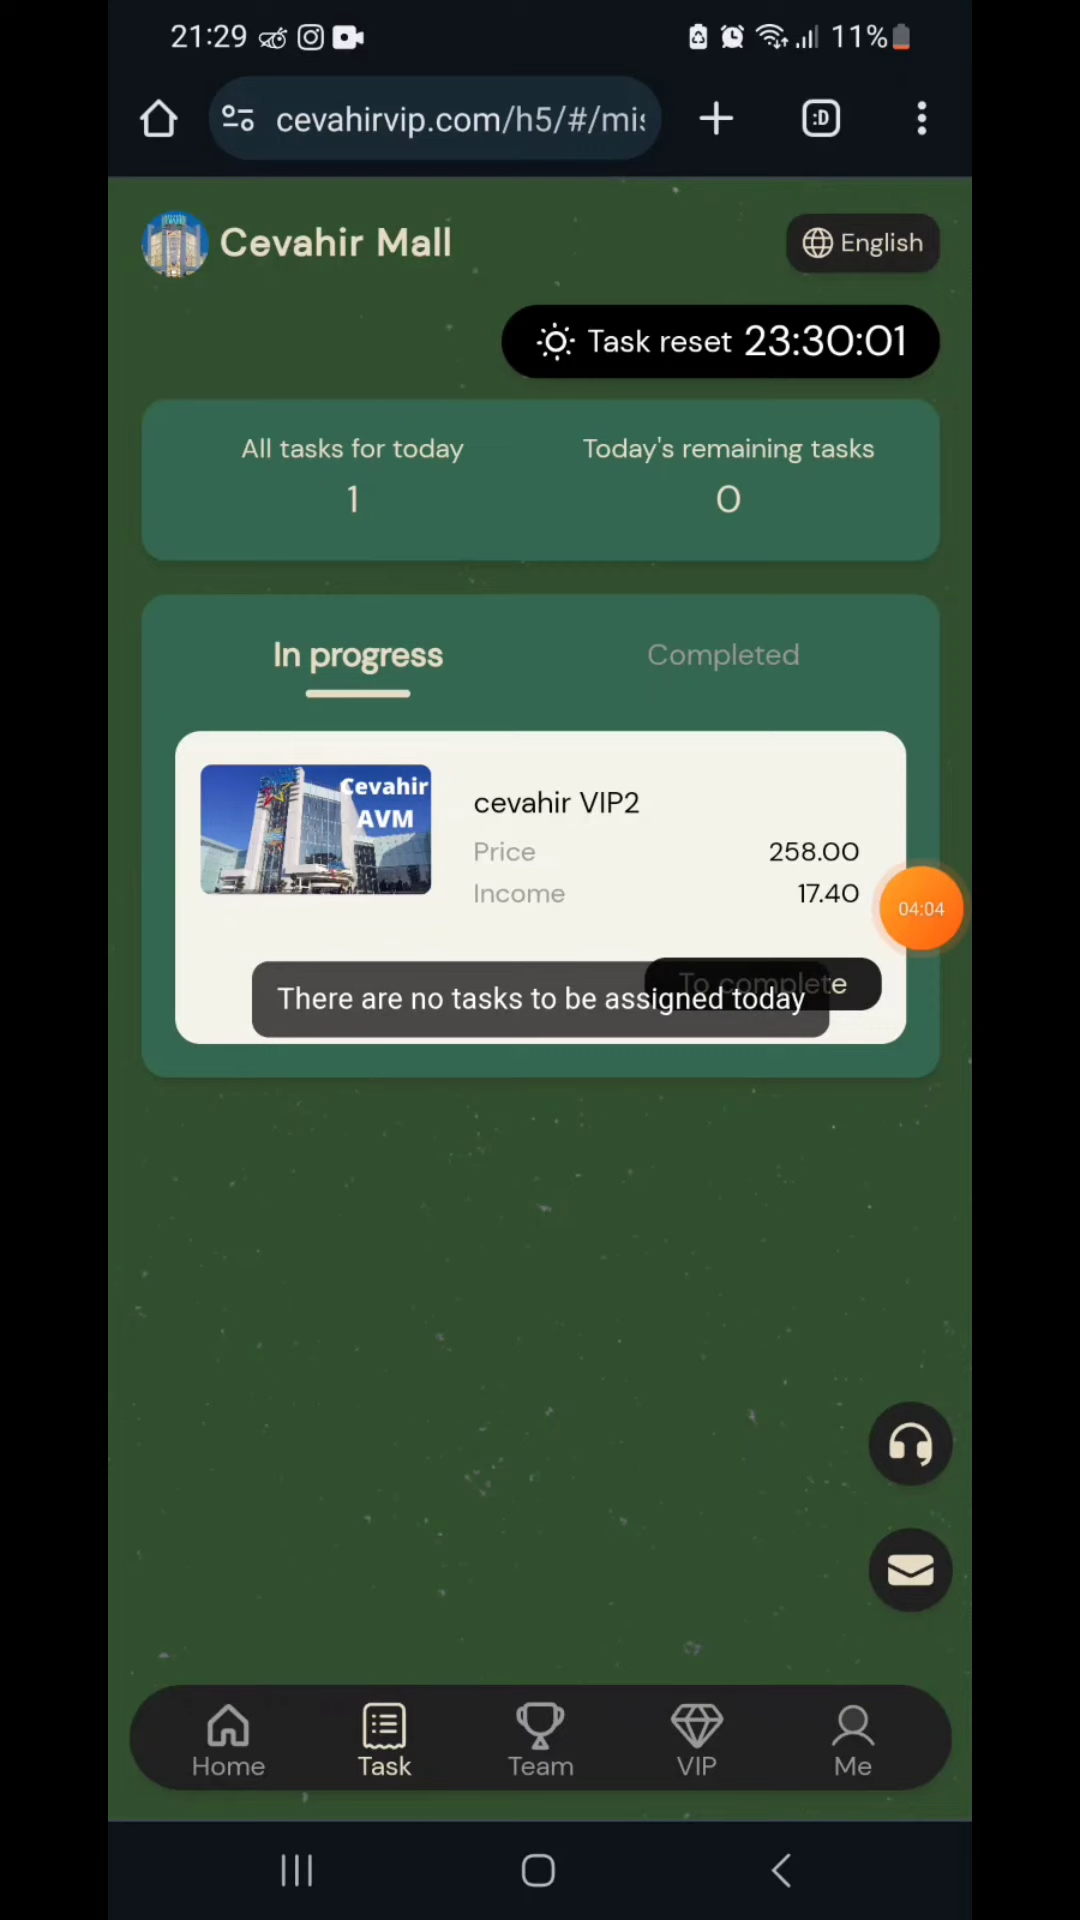 21:29
11%
cevahirvip.com/h5/#/mis
:D
Cevahir Mall
English
Task reset 23:30:01
All tasks for today
Today's remaining tasks
1
0
In progress
Completed
Cevahir
AVM
cevahir VIP2
Price
258.00
Income
17.40
04:04
To complete
There are no tasks to be assigned today
Home
Task
Team
VIP
Me